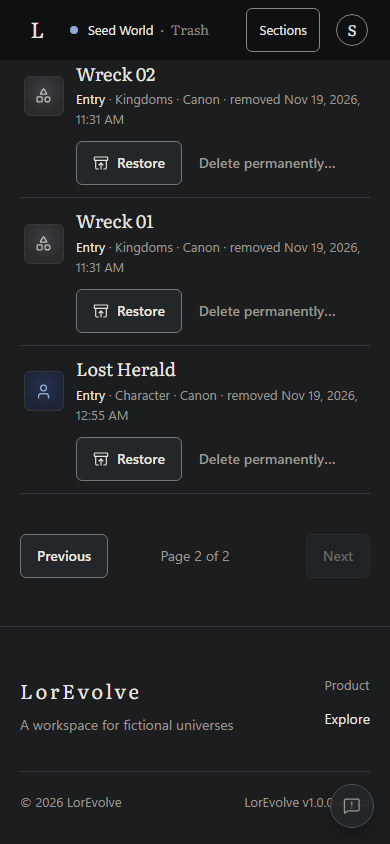 L
Seed World · Trash
Sections
S
Wreck 02
Entry · Kingdoms · Canon · removed Nov 19, 2026,
11:31 AM
Restore
Delete permanently...
Wreck 01
Entry · Kingdoms · Canon · removed Nov 19, 2026,
11:31 AM
Restore
Delete permanently...
Lost Herald
Entry · Character · Canon · removed Nov 19, 2026,
12:55 AM
Restore
Delete permanently...
Previous
Page 2 of 2
Next
LorEvolve
Product
A workspace for fictional universes
Explore
© 2026 LorEvolve
LorEvolve v1.0.0